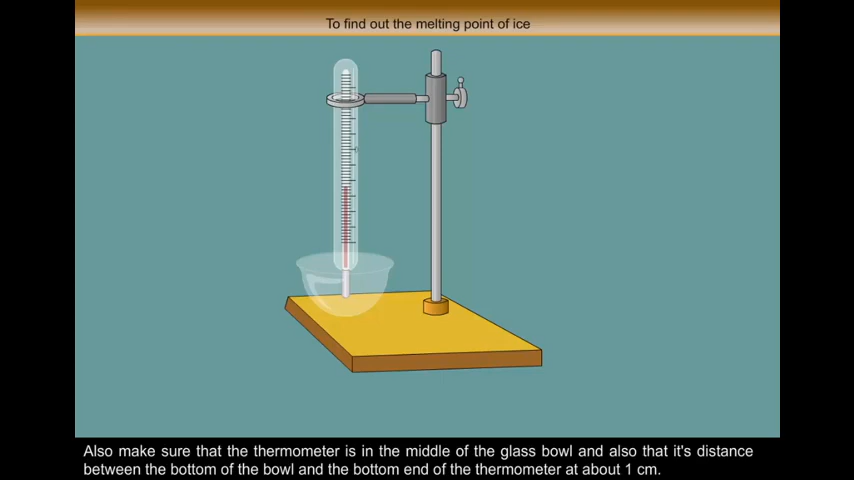 To find out the melting point of ice
Also make sure that the thermometer is in the middle of the glass bowl and also that it's distance
between the bottom of the bowl and the bottom end of the thermometer at about 1 cm.